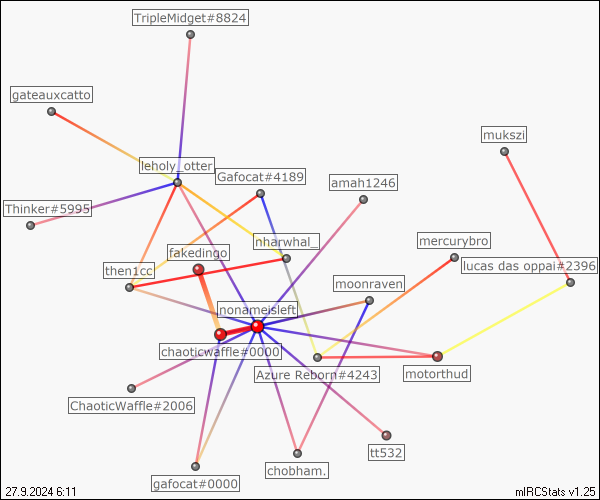 TripleMidget#8824
gateauxcatto
mukszi
leholy_otter
Gafocat#4189
amah1246
Thinker#5995
nharwhal_
mercurybro
fakedingo
lucas das oppai#2396
then1cc
moonraven
nonameisleft
chaoticwaffle#0000
Azure Reborn#4243
motorthud
ChaoticWaffle#2006
tt532
chobham.
gafocat#0000
27.9.2024 6:11
mIRCStats v1.25